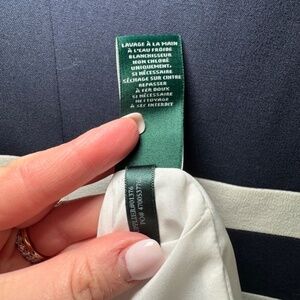 LAVAGE À LA MAIN
À L'EAU FROIDE
BLANCHISSEUR
NON CHLORÉ
UNIQUEMENT,
SI NÉCESSAIRE
SÉCHAGE SUR CINTRE
REPASSER
À FER DOUX
SI NÉCESSAIRE
NETTOYAGE
À SEC INTERDIT